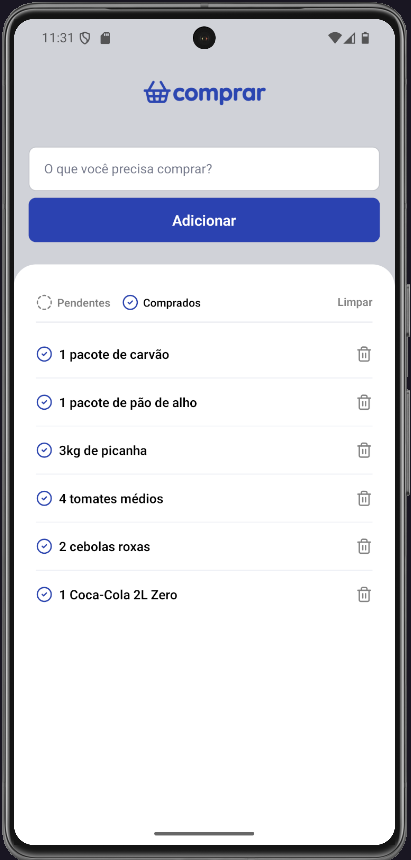 11:31
comprar
O que você precisa comprar?
Adicionar
Pendentes Comprados Limpar
1 pacote de carvão
1 pacote de pão de alho
3kg de picanha
4 tomates médios
2 cebolas roxas
1 Coca-Cola 2L Zero